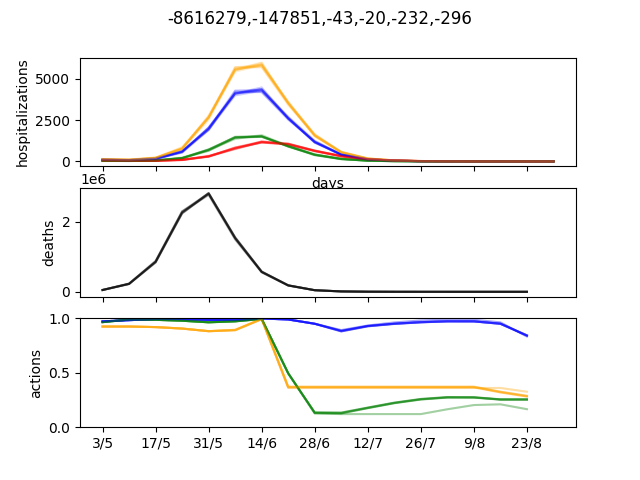 -8616279,-147851,-43,-20,-232,-296
hospitalizations
5000
2500
0
days
1e6
deaths
2
0
actions
1.0
0.5
0.0
3/5 17/5 31/5 14/6 28/6 12/7 26/7 9/8 23/8